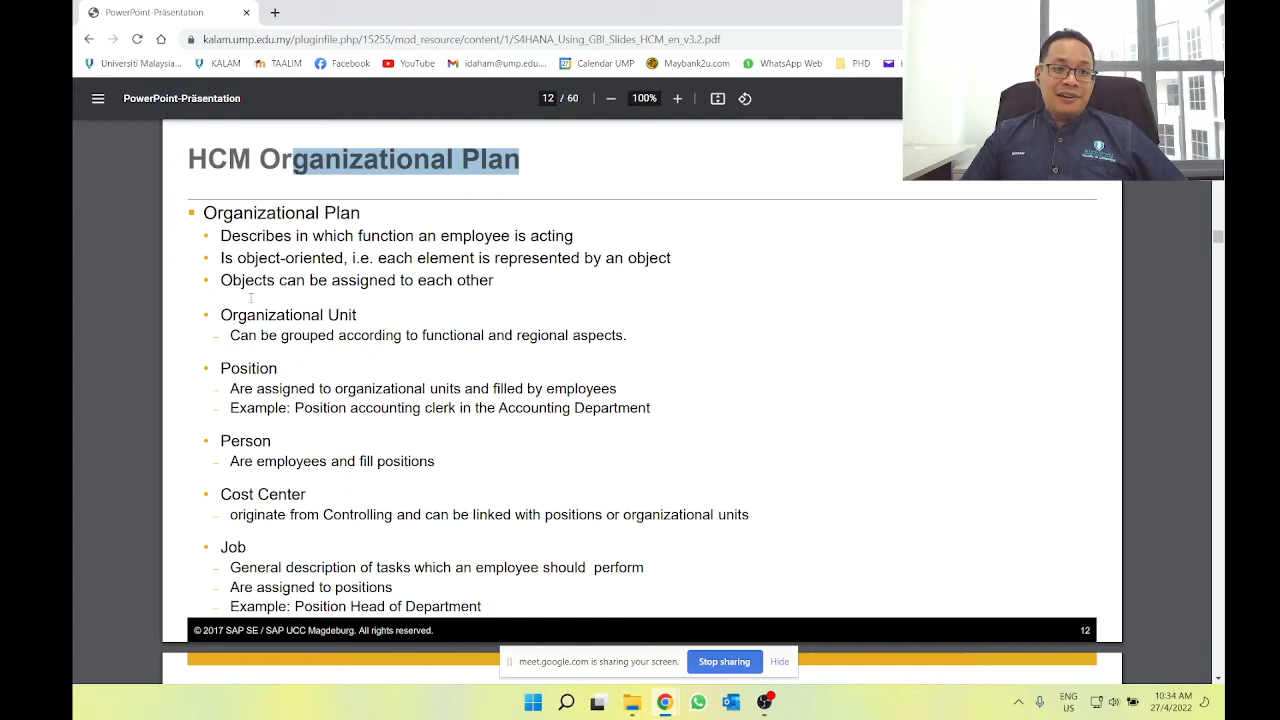 PowerPoint-Präsentation
kalam.ump.edu.my/pluginfile.php/15255/mod_resource/content/1/S4HANA_Using_GBI_Slides_HCM_en_v3.2.pdf
Universiti Malaysia... KALAM TAALIM Facebook YouTube Calendar UMP Maybank2u.com WhatsApp Web PHD
PowerPoint-Präsentation 12 / 60 100%
HCM Organizational Plan
Organizational Plan
Describes in which function an employee is acting
Is object-oriented, i.e. each element is represented by an object
Objects can be assigned to each other
Organizational Unit
Can be grouped according to functional and regional aspects.
Position
Are assigned to organizational units and filled by employees
Example: Position accounting clerk in the Accounting Department
Person
Are employees and fill positions
Cost Center
originate from Controlling and can be linked with positions or organizational units
Job
General description of tasks which an employee should perform
Are assigned to positions
Example: Position Head of Department
© 2017 SAP SE / SAP UCC Magdeburg. All rights reserved. 12
meet.google.com is sharing your screen. Stop sharing Hide
ENG 10:34 AM
US 27/4/2022